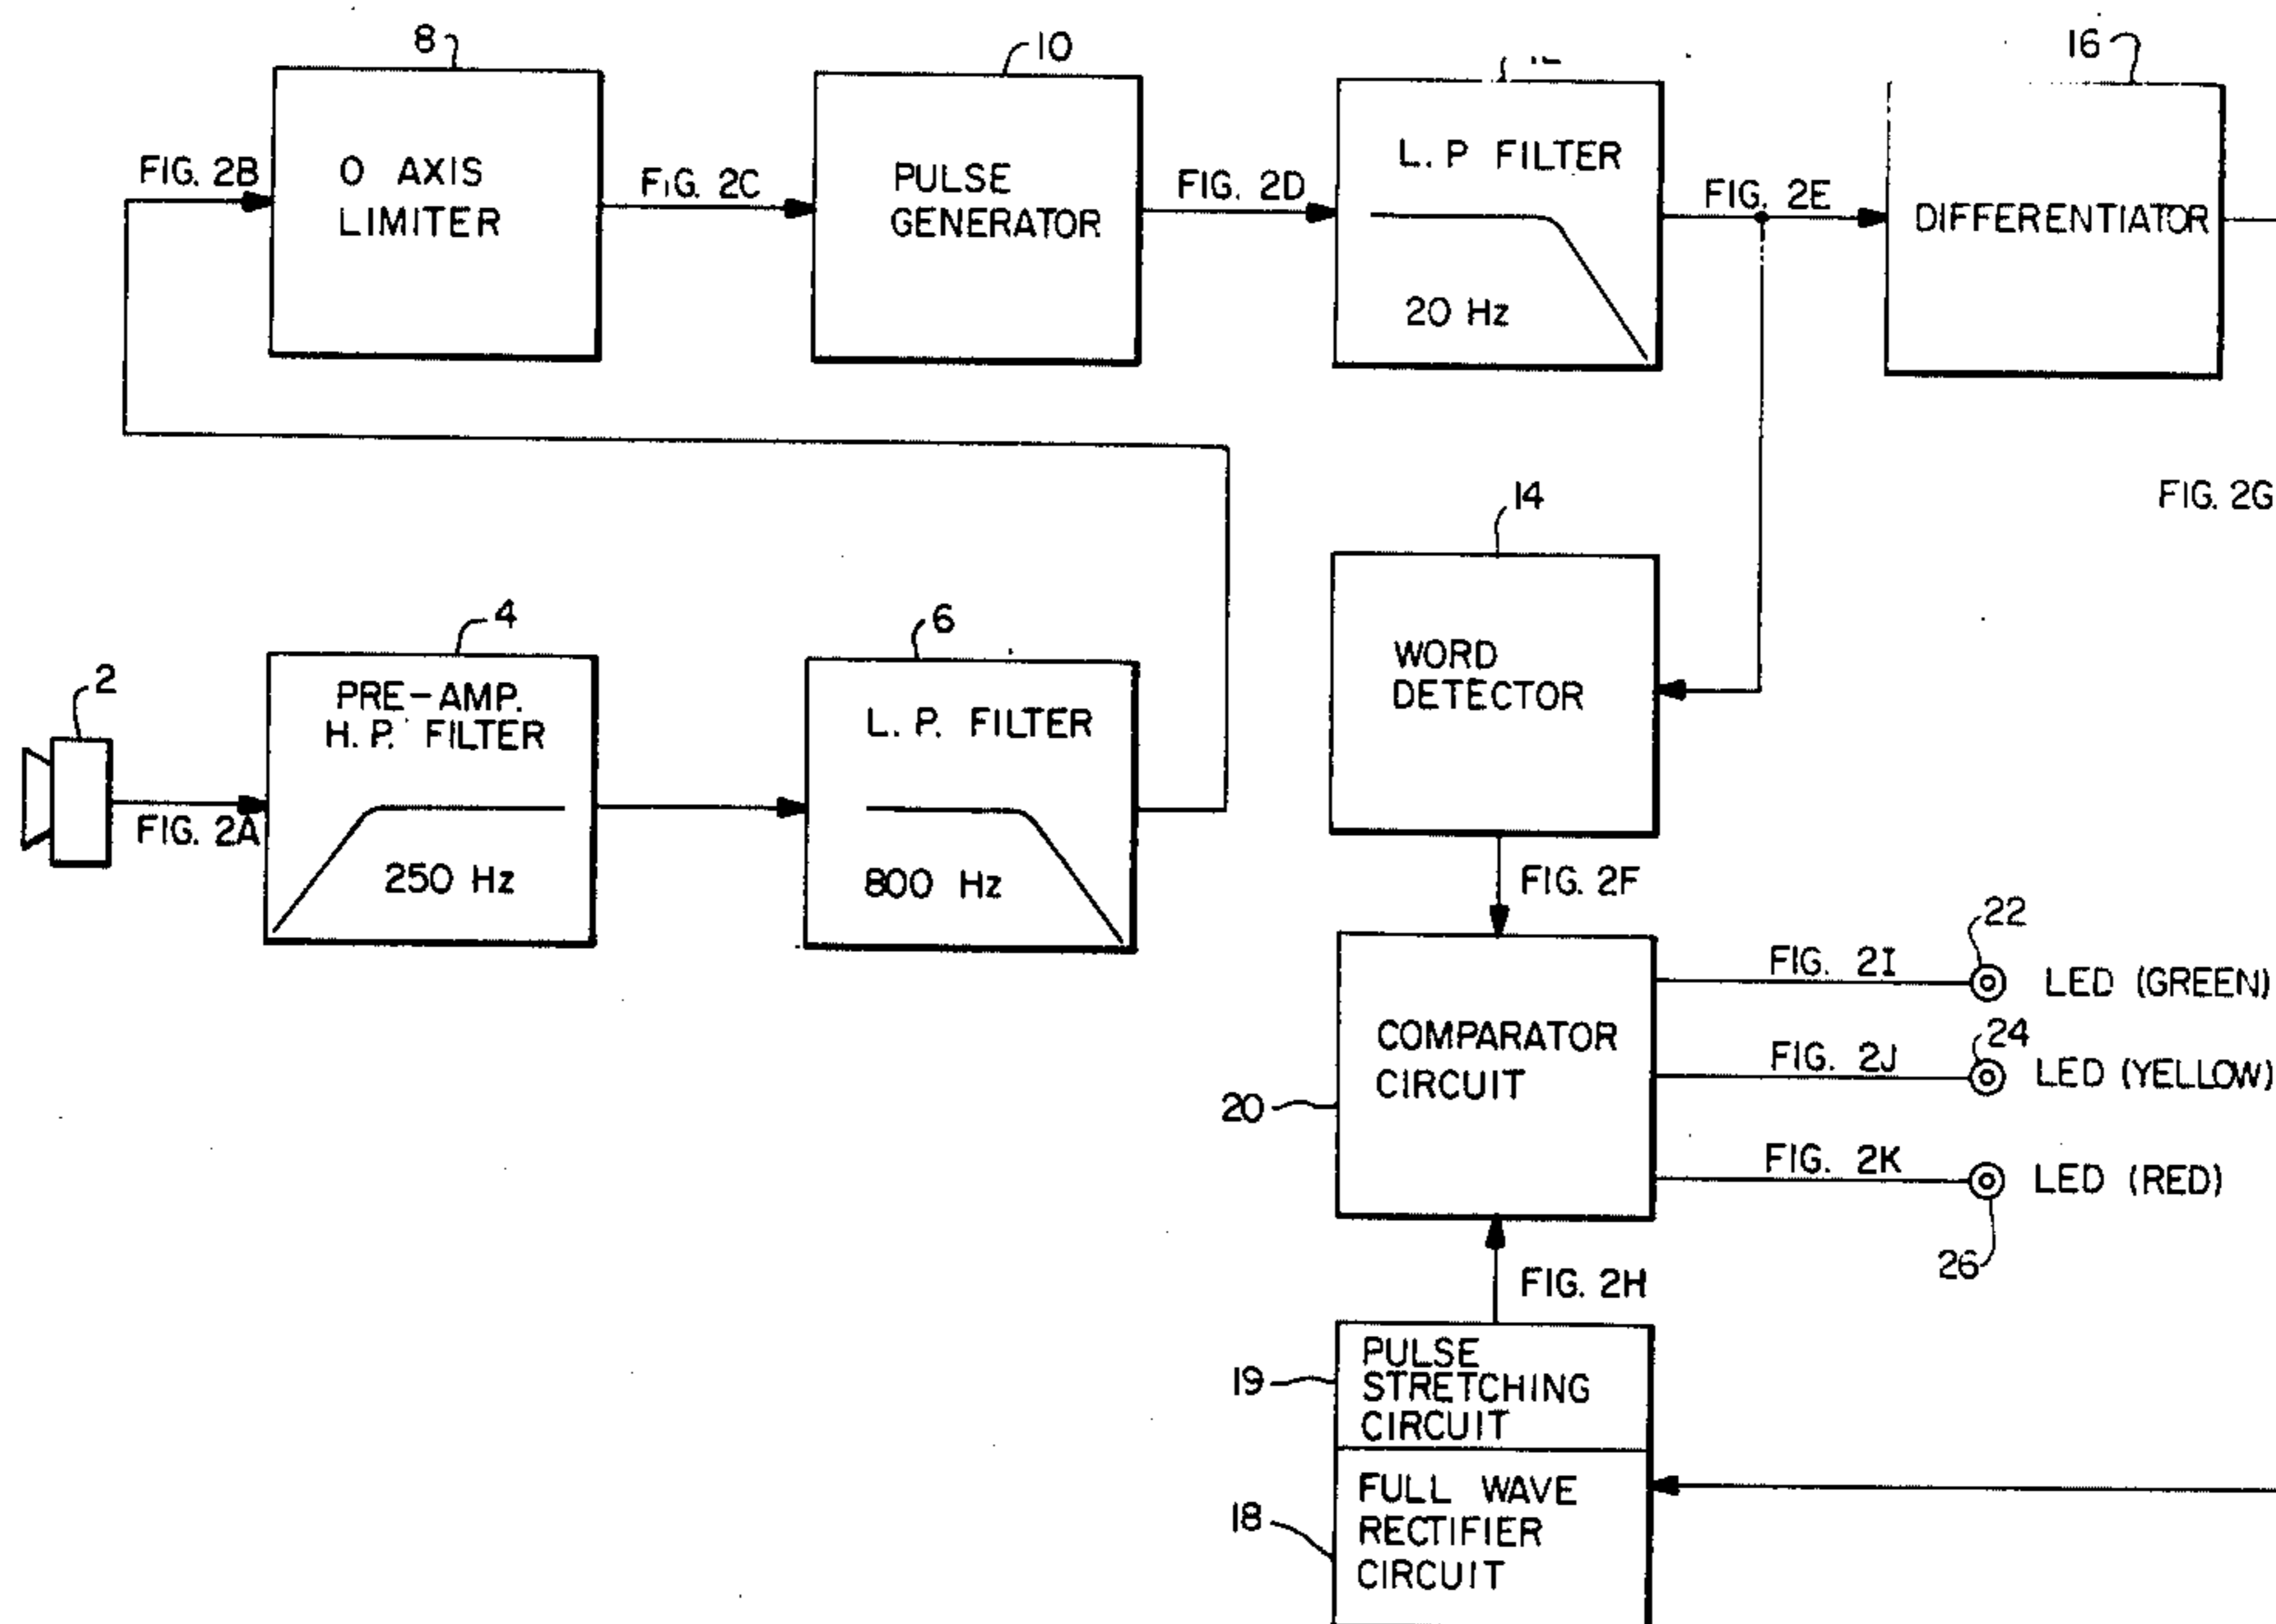 8
10
16
FIG. 2B
O AXIS
LIMITER
FIG. 2C
PULSE
GENERATOR
FIG. 2D
L. P FILTER
20 Hz
FIG. 2E
DIFFERENTIATOR
FIG. 2G
14
WORD
DETECTOR
2
FIG. 2A
4
PRE-AMP.
H. P. FILTER
250 Hz
6
L. P. FILTER
800 Hz
FIG. 2F
COMPARATOR
CIRCUIT
20
FIG. 2I
22
LED (GREEN)
FIG. 2J
24
LED (YELLOW)
FIG. 2K
LED (RED)
26
FIG. 2H
19
PULSE
STRETCHING
CIRCUIT
18
FULL WAVE
RECTIFIER
CIRCUIT